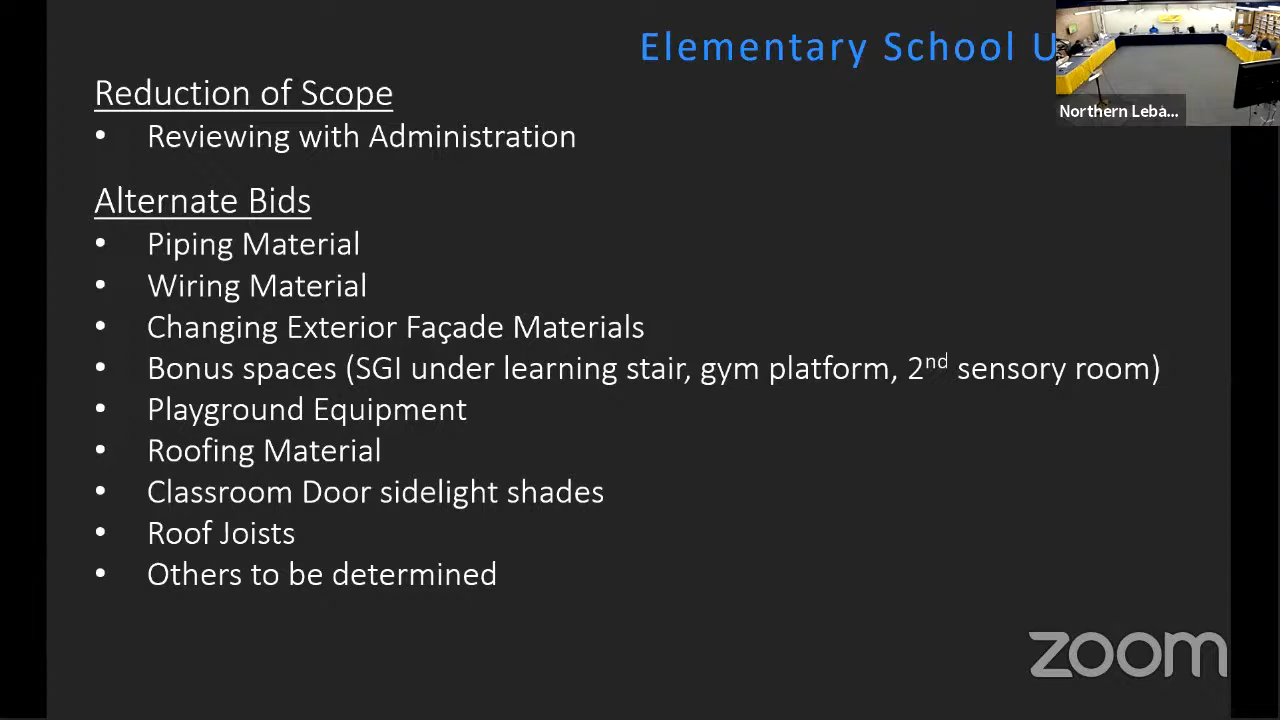 Elementary School U
Northern Leba...
Reduction of Scope
• Reviewing with Administration
Alternate Bids
• Piping Material
• Wiring Material
• Changing Exterior Façade Materials
• Bonus spaces (SGI under learning stair, gym platform, 2nd sensory room)
• Playground Equipment
• Roofing Material
• Classroom Door sidelight shades
• Roof Joists
• Others to be determined
zoom